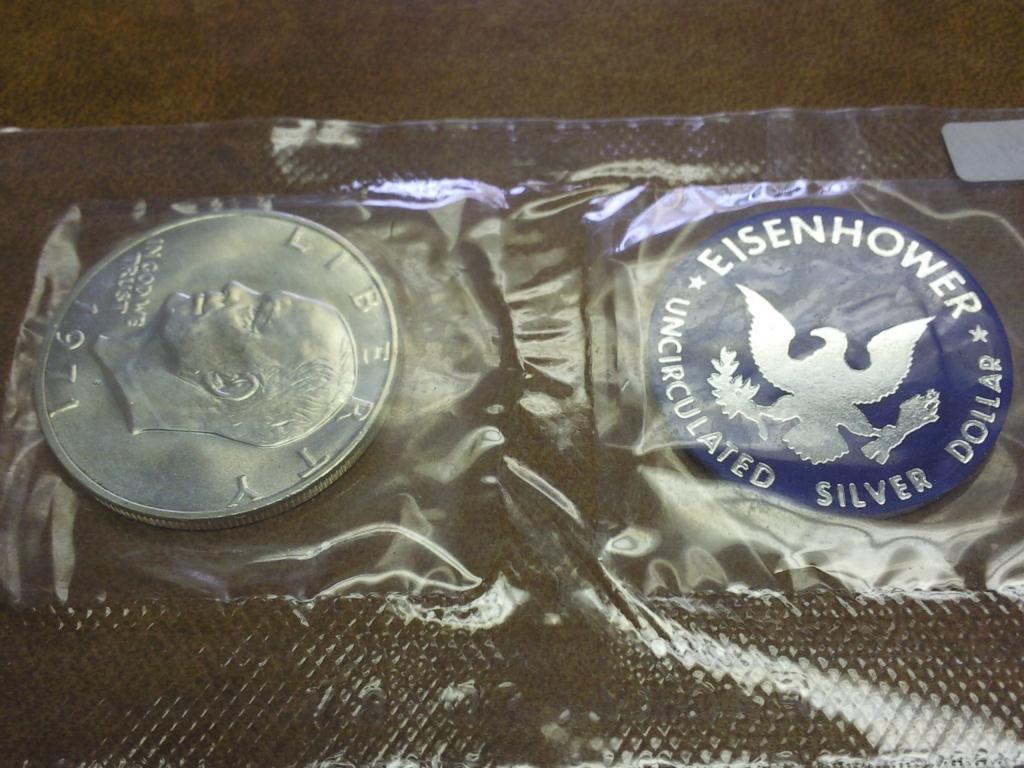 LIBERTY
IN GOD WE
TRUST
1971
★ EISENHOWER ★
UNCIRCULATED SILVER DOLLAR